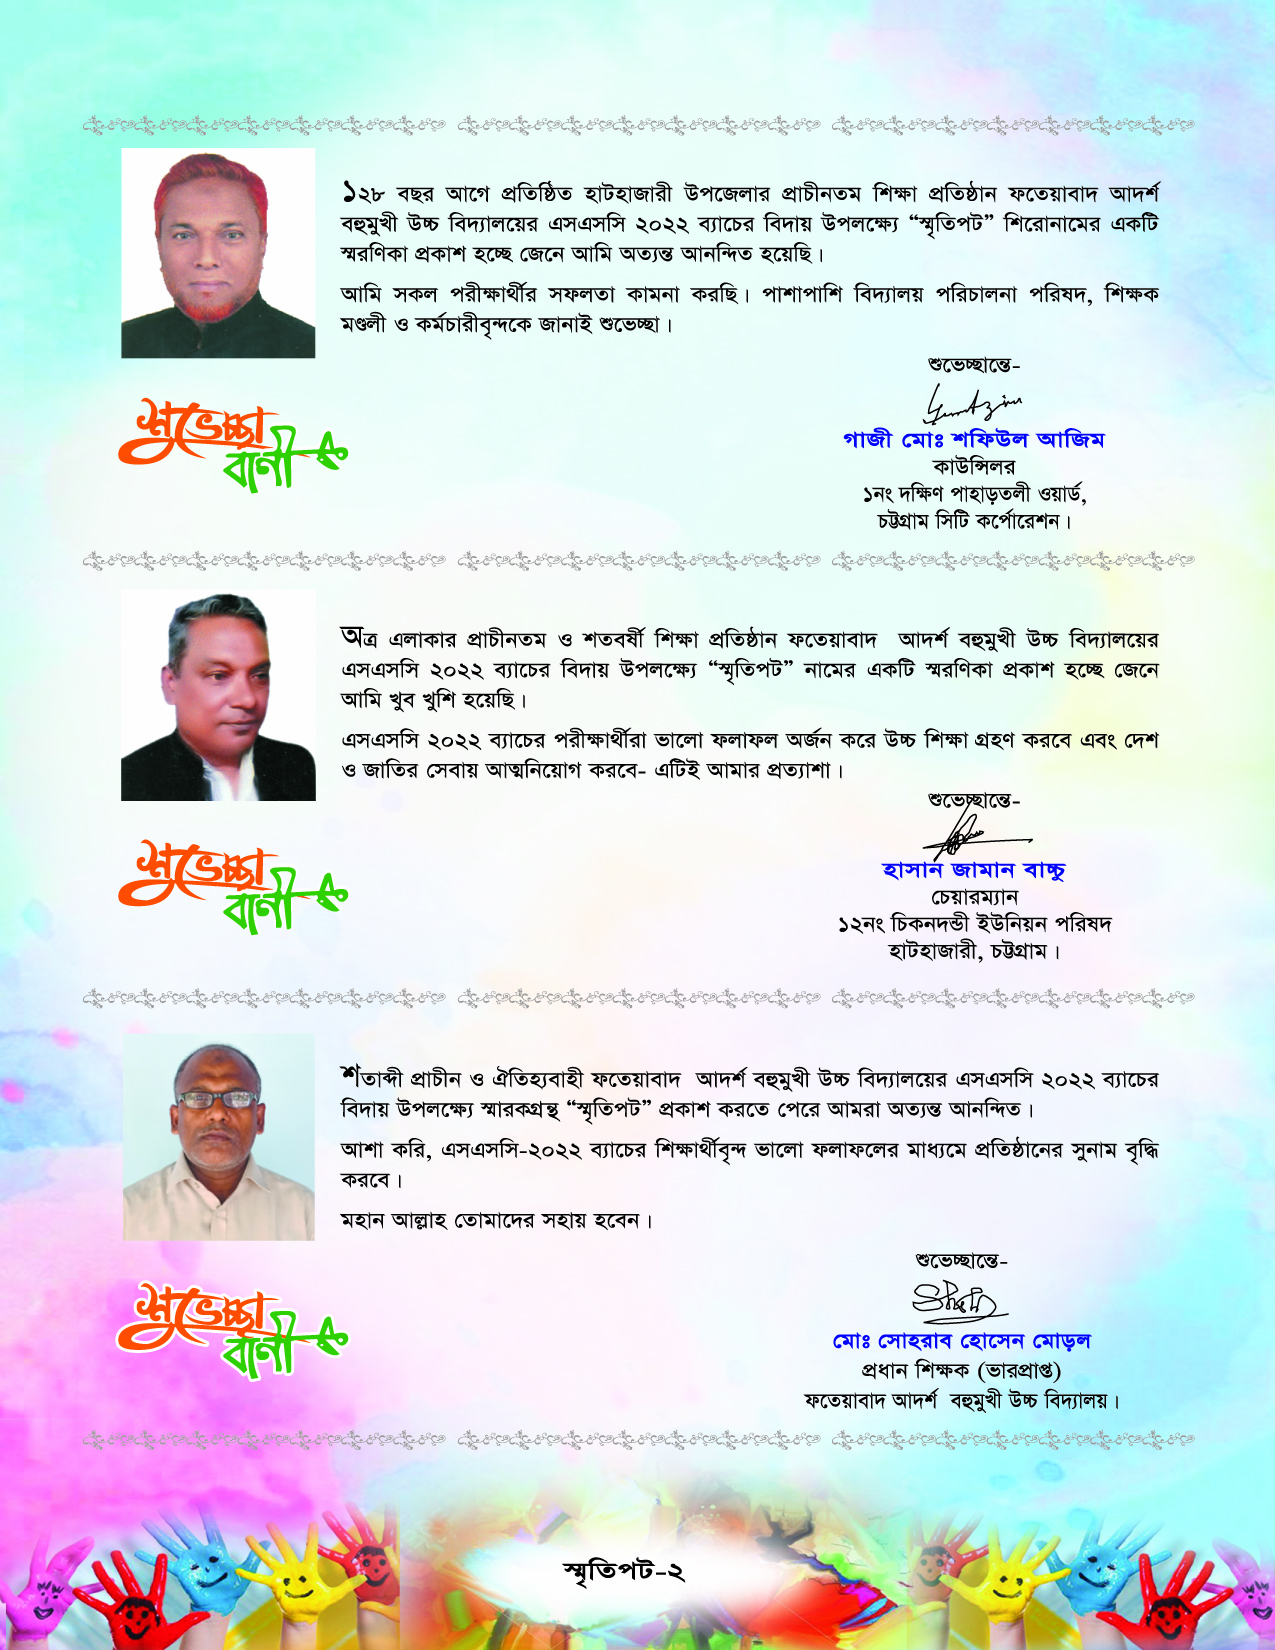 ১২৮ বছর আগে প্রতিষ্ঠিত হাটহাজারী উপজেলার প্রাচীনতম শিক্ষা প্রতিষ্ঠান ফতেয়াবাদ আদর্শ
বহুমুখী উচ্চ বিদ্যালয়ের এসএসসি ২০২২ ব্যাচের বিদায় উপলক্ষ্যে “স্মৃতিপট” শিরোনামের একটি
স্মরণিকা প্রকাশ হচ্ছে জেনে আমি অত্যন্ত আনন্দিত হয়েছি।
আমি সকল পরীক্ষার্থীর সফলতা কামনা করছি। পাশাপাশি বিদ্যালয় পরিচালনা পরিষদ, শিক্ষক
মণ্ডলী ও কর্মচারীবৃন্দকে জানাই শুভেচ্ছা।
শুভেচ্ছান্তে-
গাজী মোঃ শফিউল আজিম
কাউন্সিলর
১নং দক্ষিণ পাহাড়তলী ওয়ার্ড,
চট্টগ্রাম সিটি কর্পোরেশন।
শুভেচ্ছা
বাণী
অত্র এলাকার প্রাচীনতম ও শতবর্ষী শিক্ষা প্রতিষ্ঠান ফতেয়াবাদ আদর্শ বহুমুখী উচ্চ বিদ্যালয়ের
এসএসসি ২০২২ ব্যাচের বিদায় উপলক্ষ্যে “স্মৃতিপট” নামের একটি স্মরণিকা প্রকাশ হচ্ছে জেনে
আমি খুব খুশি হয়েছি।
এসএসসি ২০২২ ব্যাচের পরীক্ষার্থীরা ভালো ফলাফল অর্জন করে উচ্চ শিক্ষা গ্রহণ করবে এবং দেশ
ও জাতির সেবায় আত্মনিয়োগ করবে- এটিই আমার প্রত্যাশা।
শুভেচ্ছান্তে-
হাসান জামান বাচ্চু
চেয়ারম্যান
১২নং চিকনদন্ডী ইউনিয়ন পরিষদ
হাটহাজারী, চট্টগ্রাম।
শুভেচ্ছা
বাণী
শতাব্দী প্রাচীন ও ঐতিহ্যবাহী ফতেয়াবাদ আদর্শ বহুমুখী উচ্চ বিদ্যালয়ের এসএসসি ২০২২ ব্যাচের
বিদায় উপলক্ষ্যে স্মারকগ্রন্থ “স্মৃতিপট” প্রকাশ করতে পেরে আমরা অত্যন্ত আনন্দিত।
আশা করি, এসএসসি-২০২২ ব্যাচের শিক্ষার্থীবৃন্দ ভালো ফলাফলের মাধ্যমে প্রতিষ্ঠানের সুনাম বৃদ্ধি
করবে।
মহান আল্লাহ তোমাদের সহায় হবেন।
শুভেচ্ছান্তে-
মোঃ সোহরাব হোসেন মোড়ল
প্রধান শিক্ষক (ভারপ্রাপ্ত)
ফতেয়াবাদ আদর্শ বহুমুখী উচ্চ বিদ্যালয়।
শুভেচ্ছা
বাণী
স্মৃতিপট-২